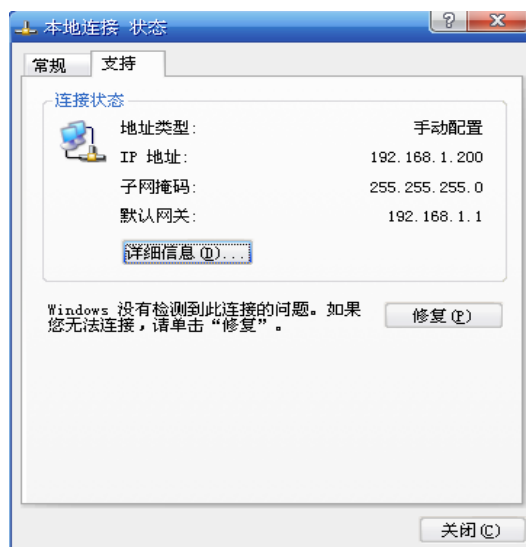 本地连接 状态
常规 支持
连接状态
地址类型: 手动配置
IP 地址: 192.168.1.200
子网掩码: 255.255.255.0
默认网关: 192.168.1.1
详细信息(D)...
Windows 没有检测到此连接的问题。如果
您无法连接，请单击“修复”。
修复(P)
关闭(C)